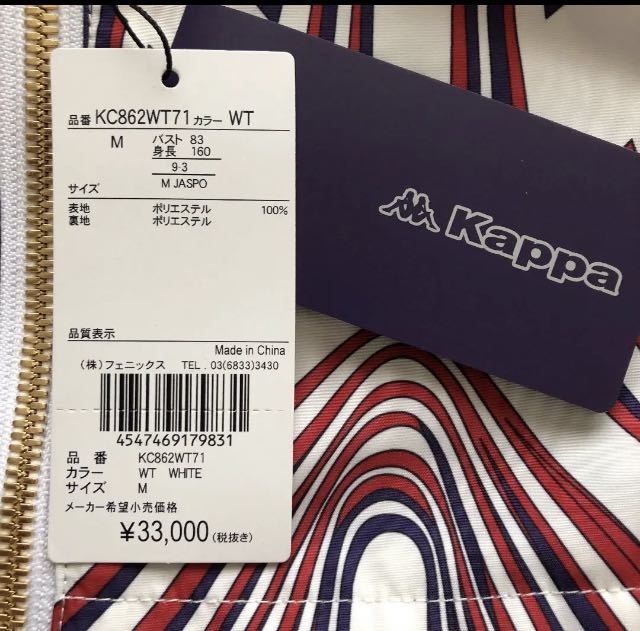 品番 KC862WT71 カラー WT
M バスト 83
身長 160
9-3
サイズ M JASPO
表地 ポリエステル 100%
裏地 ポリエステル
品質表示
Made in China
(株)フェニックス TEL. 03(6833)3430
4547469179831
品 番 KC862WT71
カラー WT WHITE
サイズ M
メーカー希望小売価格
¥33,000(税抜き)
Kappa